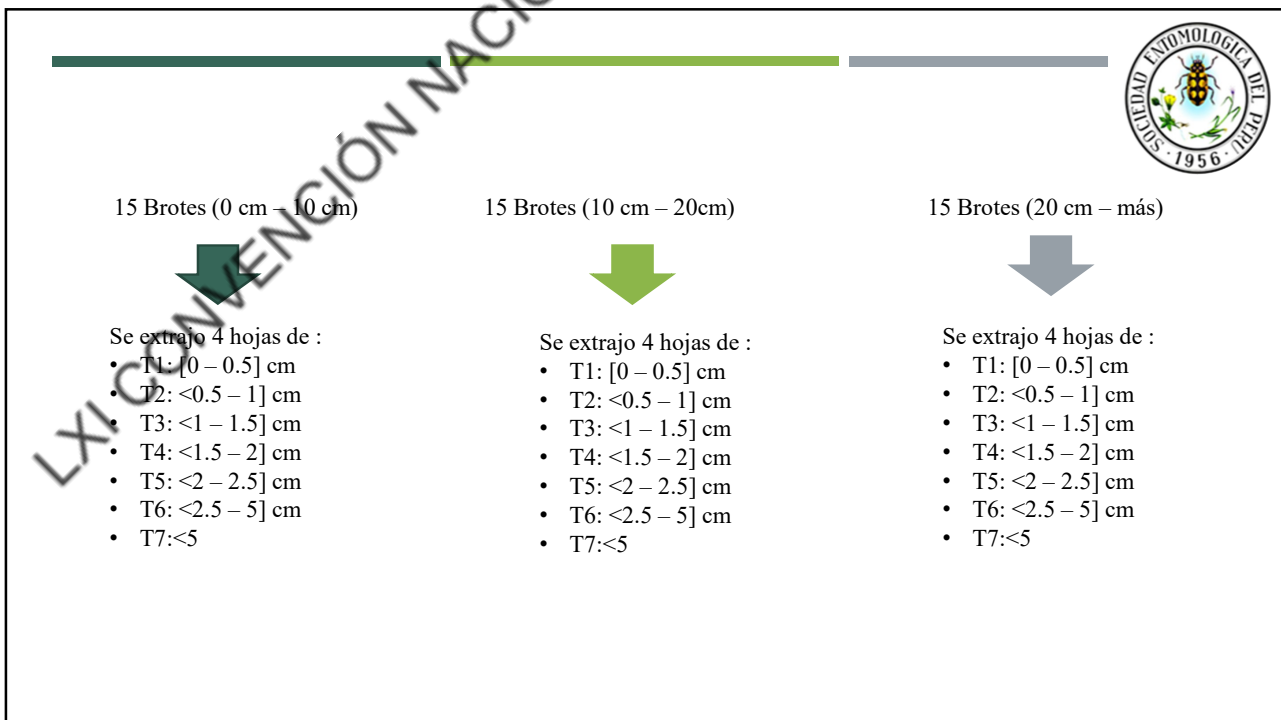 LXI CONVENCIÓN NACIO
SOCIEDAD ENTOMOLOGICA DEL PERU
· 1956 ·
15 Brotes (0 cm – 10 cm)
Se extrajo 4 hojas de :
• T1: [0 – 0.5] cm
• T2: <0.5 – 1] cm
• T3: <1 – 1.5] cm
• T4: <1.5 – 2] cm
• T5: <2 – 2.5] cm
• T6: <2.5 – 5] cm
• T7:<5
15 Brotes (10 cm – 20cm)
Se extrajo 4 hojas de :
• T1: [0 – 0.5] cm
• T2: <0.5 – 1] cm
• T3: <1 – 1.5] cm
• T4: <1.5 – 2] cm
• T5: <2 – 2.5] cm
• T6: <2.5 – 5] cm
• T7:<5
15 Brotes (20 cm – más)
Se extrajo 4 hojas de :
• T1: [0 – 0.5] cm
• T2: <0.5 – 1] cm
• T3: <1 – 1.5] cm
• T4: <1.5 – 2] cm
• T5: <2 – 2.5] cm
• T6: <2.5 – 5] cm
• T7:<5